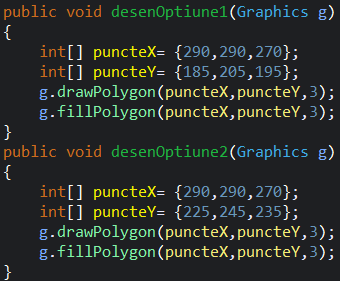 public void desenOptiune1(Graphics g)
{
    int[] puncteX= {290,290,270};
    int[] puncteY= {185,205,195};
    g.drawPolygon(puncteX,puncteY,3);
    g.fillPolygon(puncteX,puncteY,3);
}
public void desenOptiune2(Graphics g)
{
    int[] puncteX= {290,290,270};
    int[] puncteY= {225,245,235};
    g.drawPolygon(puncteX,puncteY,3);
    g.fillPolygon(puncteX,puncteY,3);
}